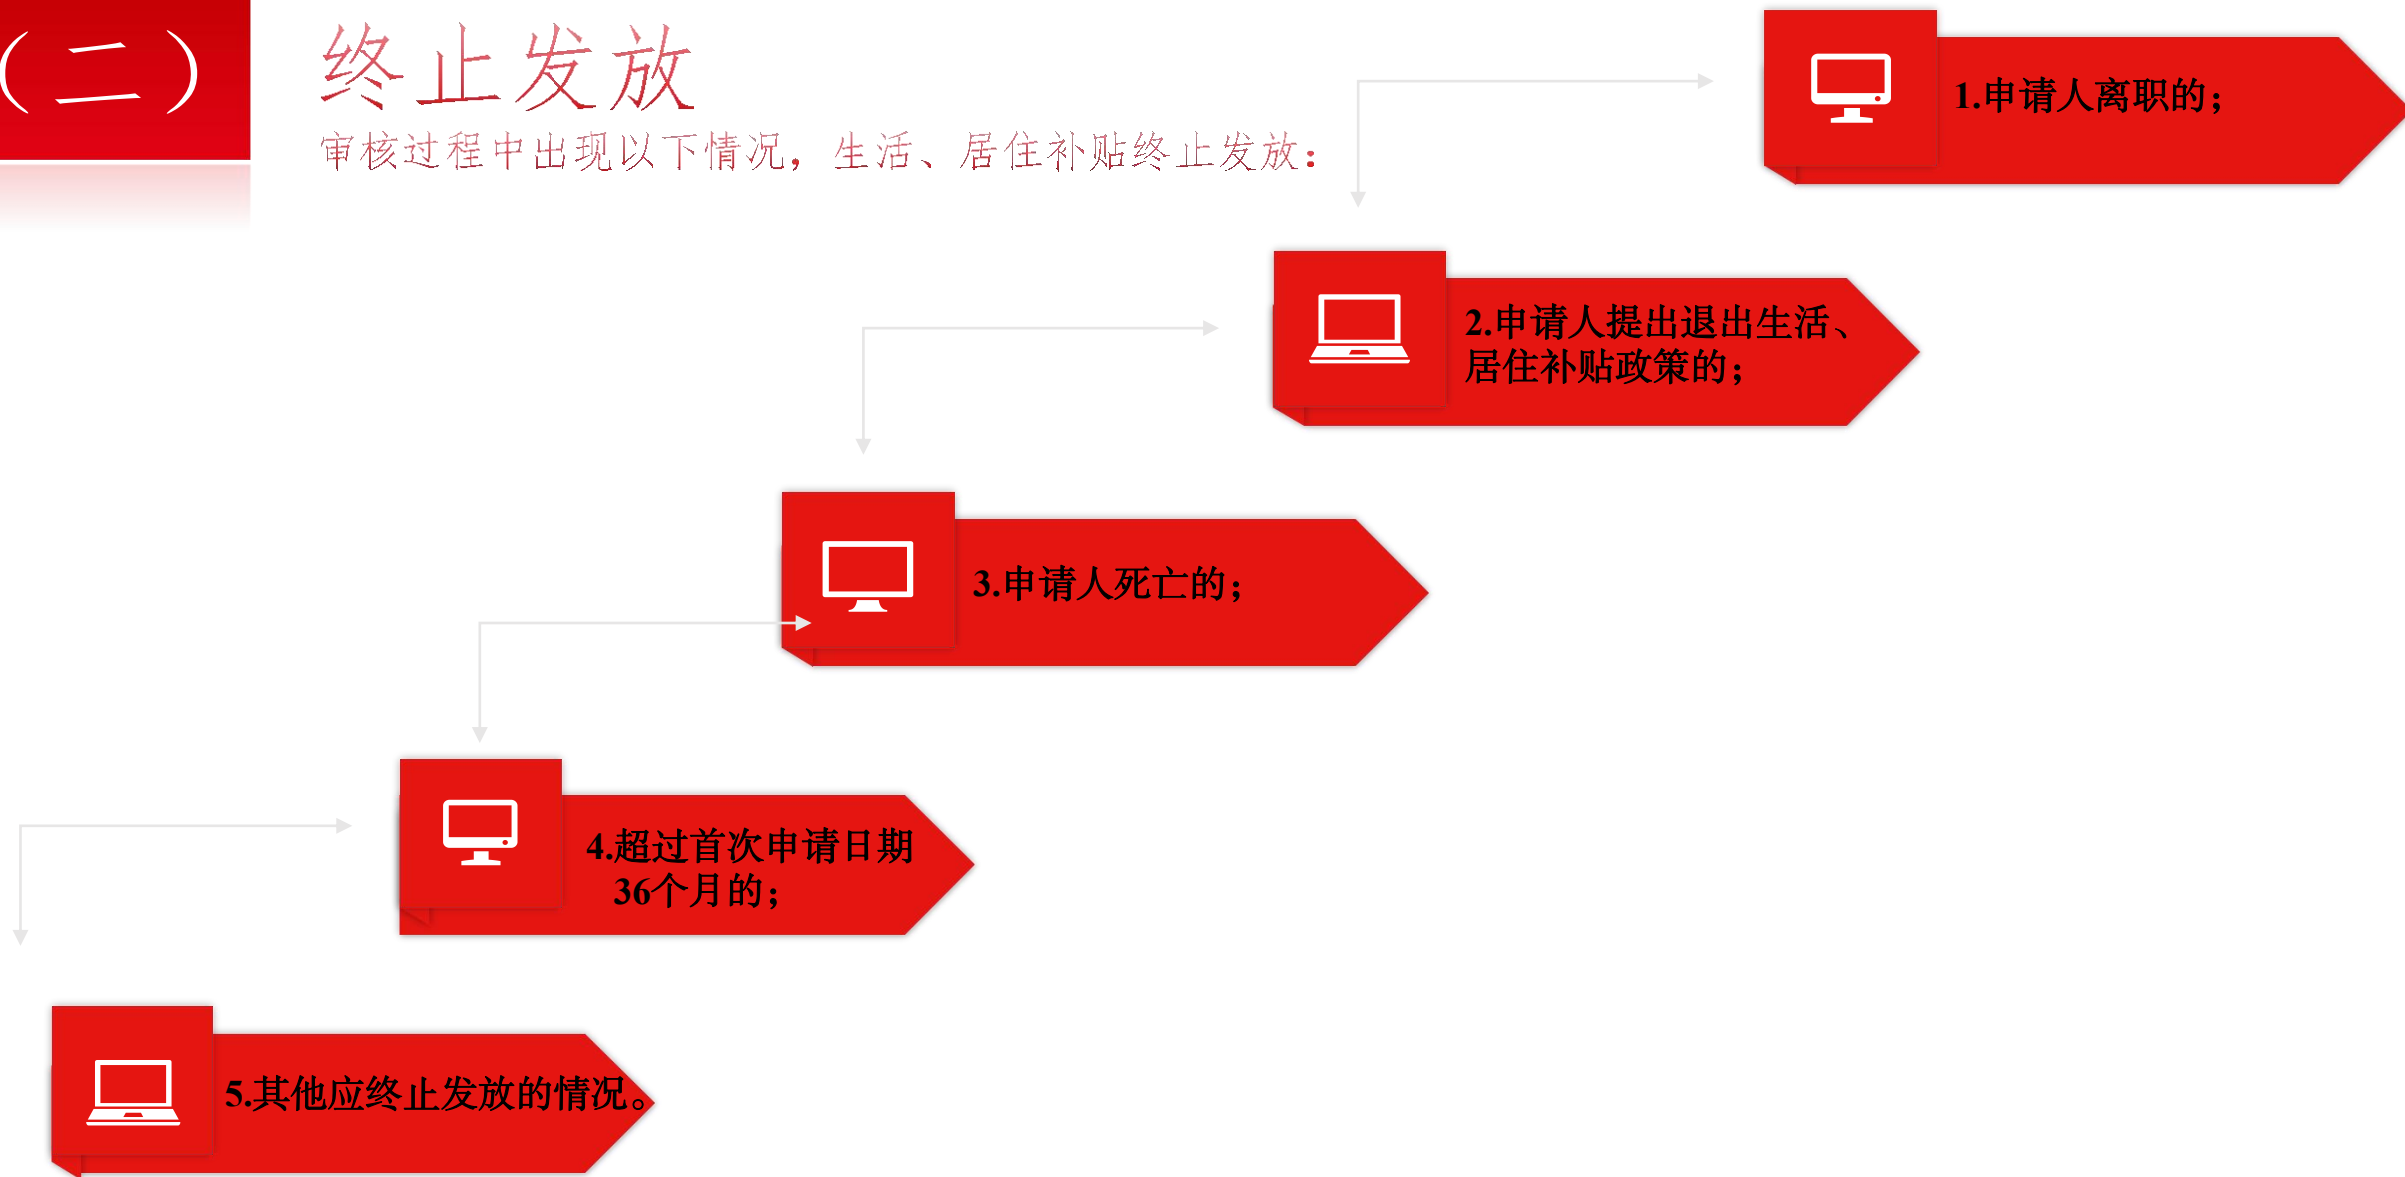 （二）
终止发放
审核过程中出现以下情况，生活、居住补贴终止发放：
1.申请人离职的；
2.申请人提出退出生活、
居住补贴政策的；
3.申请人死亡的；
4.超过首次申请日期
36个月的；
5.其他应终止发放的情况。